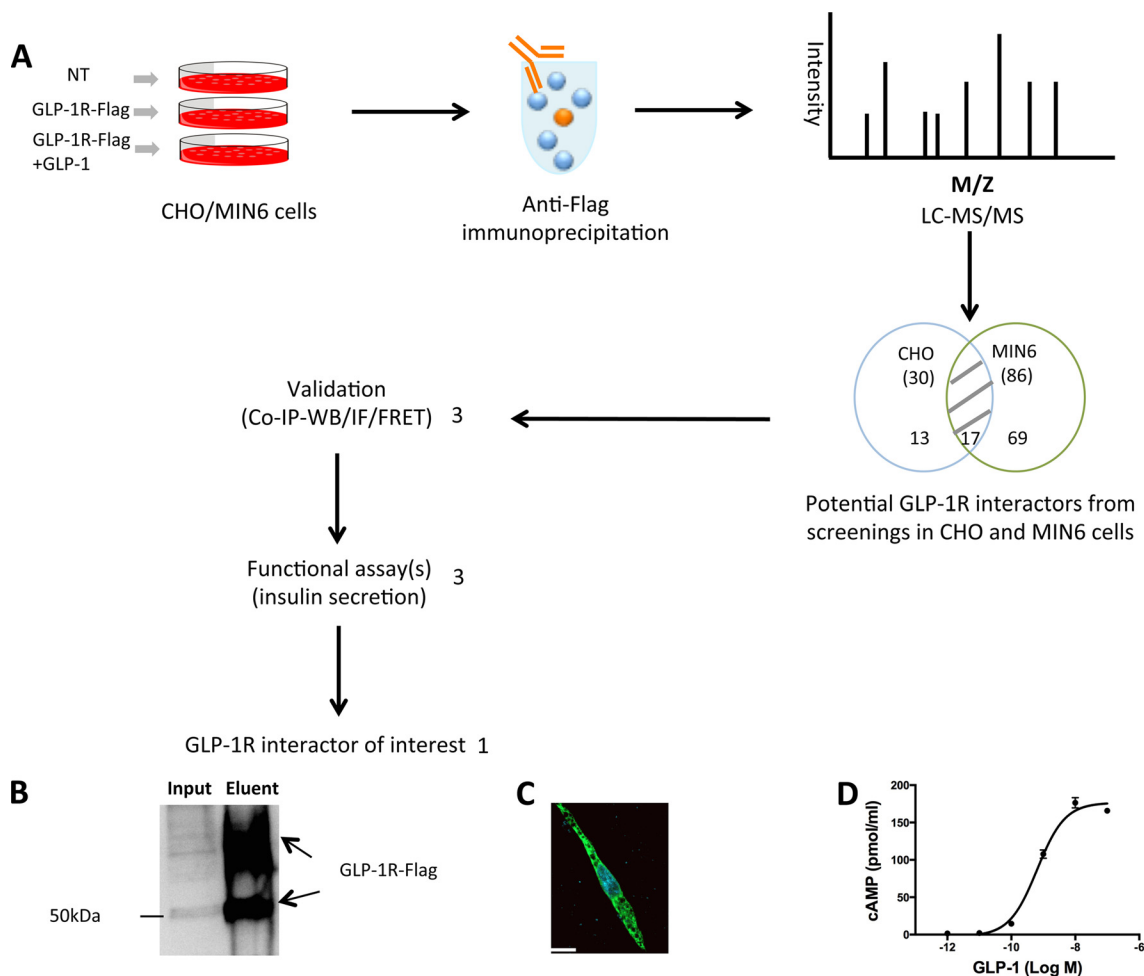 A
NT
GLP-1R-Flag
GLP-1R-Flag
+GLP-1
CHO/MIN6 cells
Anti-Flag
immunoprecipitation
Intensity
M/Z
LC-MS/MS
CHO
(30)
MIN6
(86)
13
17
69
Potential GLP-1R interactors from
screenings in CHO and MIN6 cells
Validation
(Co-IP-WB/IF/FRET)
3
Functional assay(s)
(insulin secretion)
3
GLP-1R interactor of interest
1
B
Input
Eluent
GLP-1R-Flag
50kDa
C
D
cAMP (pmol/ml)
200
150
100
50
0
-12
-10
-8
-6
GLP-1 (Log M)